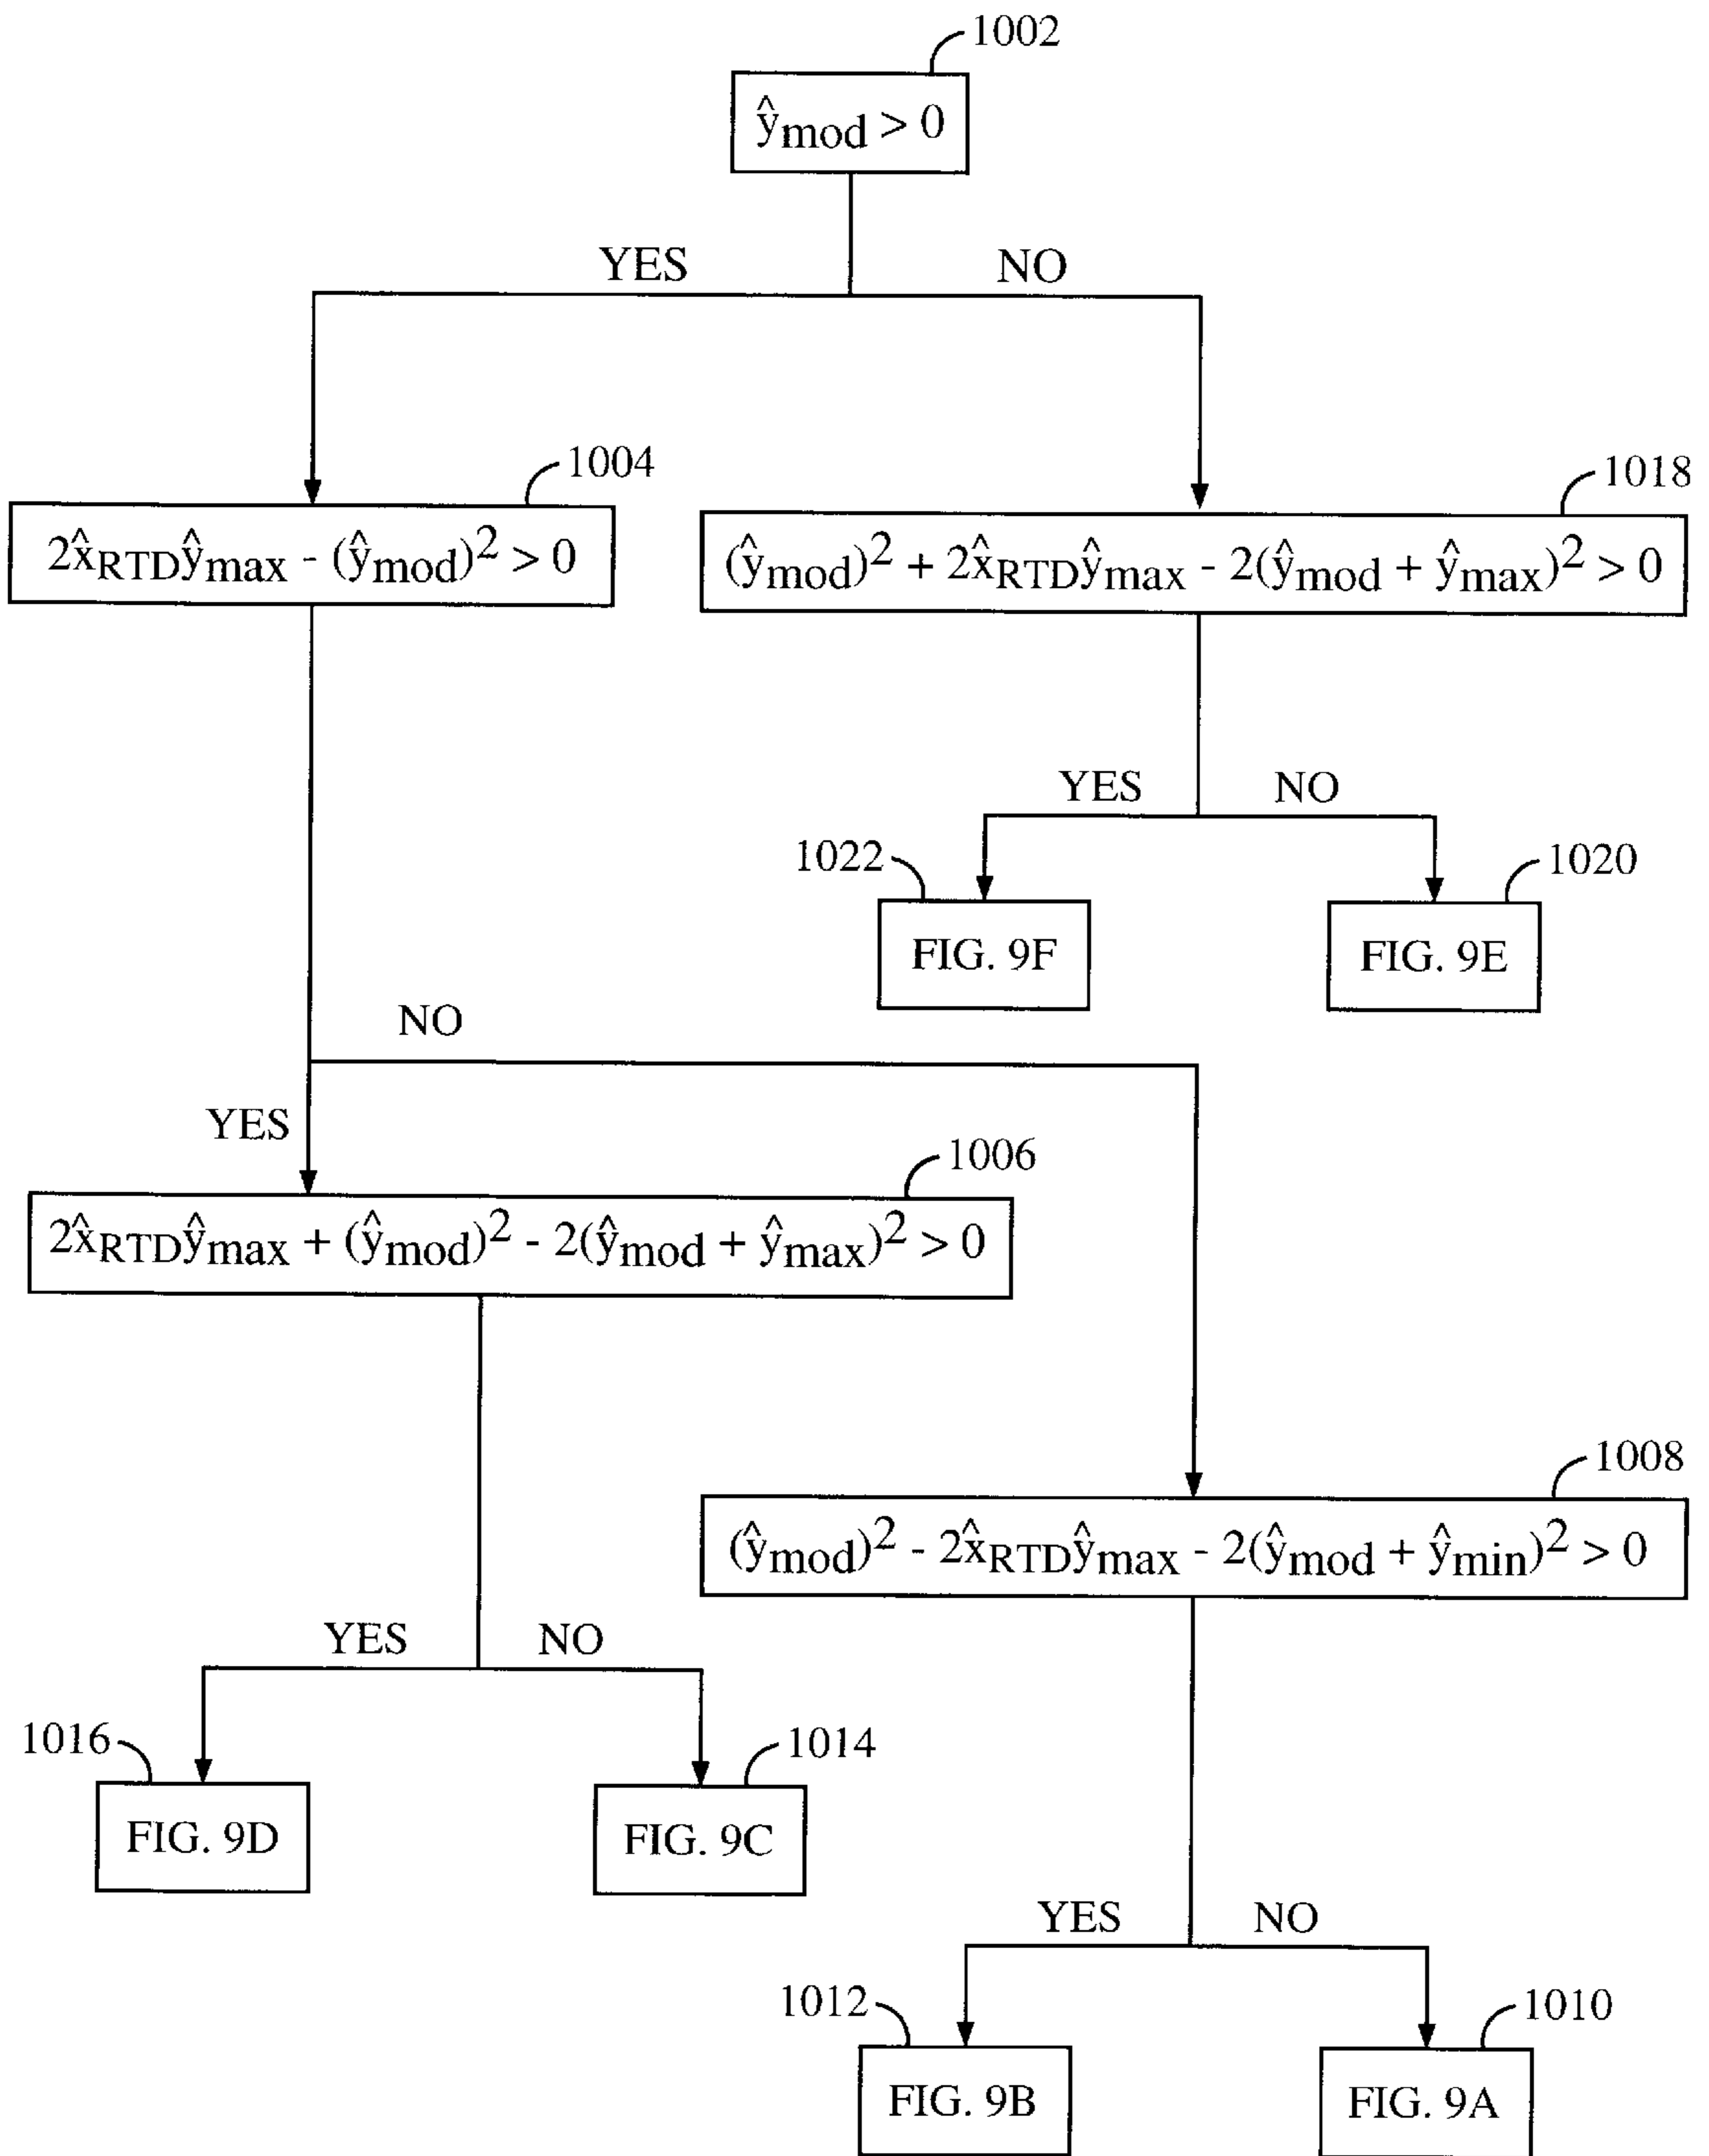 1002
ŷmod > 0
YES
NO
1004
2x̂RTDŷmax - (ŷmod)2 > 0
1018
(ŷmod)2 + 2x̂RTDŷmax - 2(ŷmod + ŷmax)2 > 0
YES
NO
1022
FIG. 9F
1020
FIG. 9E
NO
YES
1006
2x̂RTDŷmax + (ŷmod)2 - 2(ŷmod + ŷmax)2 > 0
1008
(ŷmod)2 - 2x̂RTDŷmax - 2(ŷmod + ŷmin)2 > 0
YES
NO
1016
FIG. 9D
1014
FIG. 9C
YES
NO
1012
FIG. 9B
1010
FIG. 9A